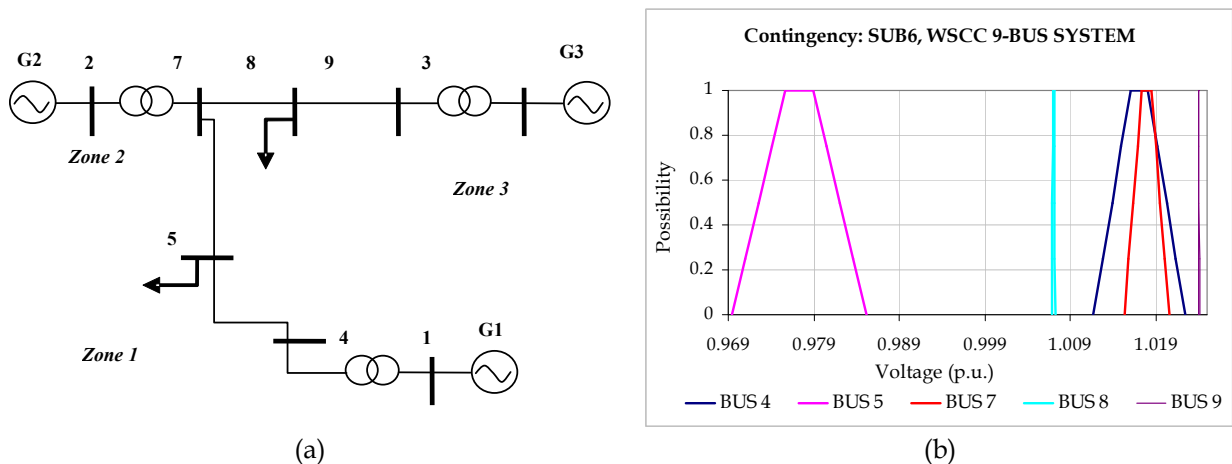 G2
2
7
8
9
3
G3
Zone 2
Zone 3
5
Zone 1
4
1
G1
(a)
Contingency: SUB6, WSCC 9-BUS SYSTEM
Possibility
1
0.8
0.6
0.4
0.2
0
0.969 0.979 0.989 0.999 1.009 1.019
Voltage (p.u.)
BUS 4 BUS 5 BUS 7 BUS 8 BUS 9
(b)